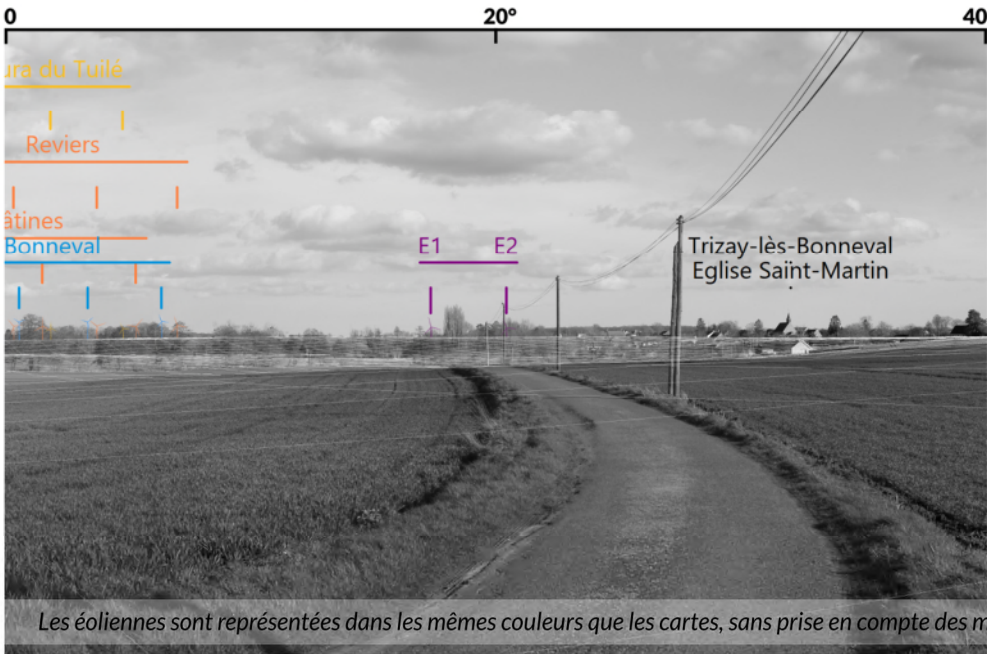 0 20° 40
ura du Tuilé
Reviers
âtines
Bonneval
E1 E2
Trizay-lès-Bonneval
Eglise Saint-Martin
Les éoliennes sont représentées dans les mêmes couleurs que les cartes, sans prise en compte des m